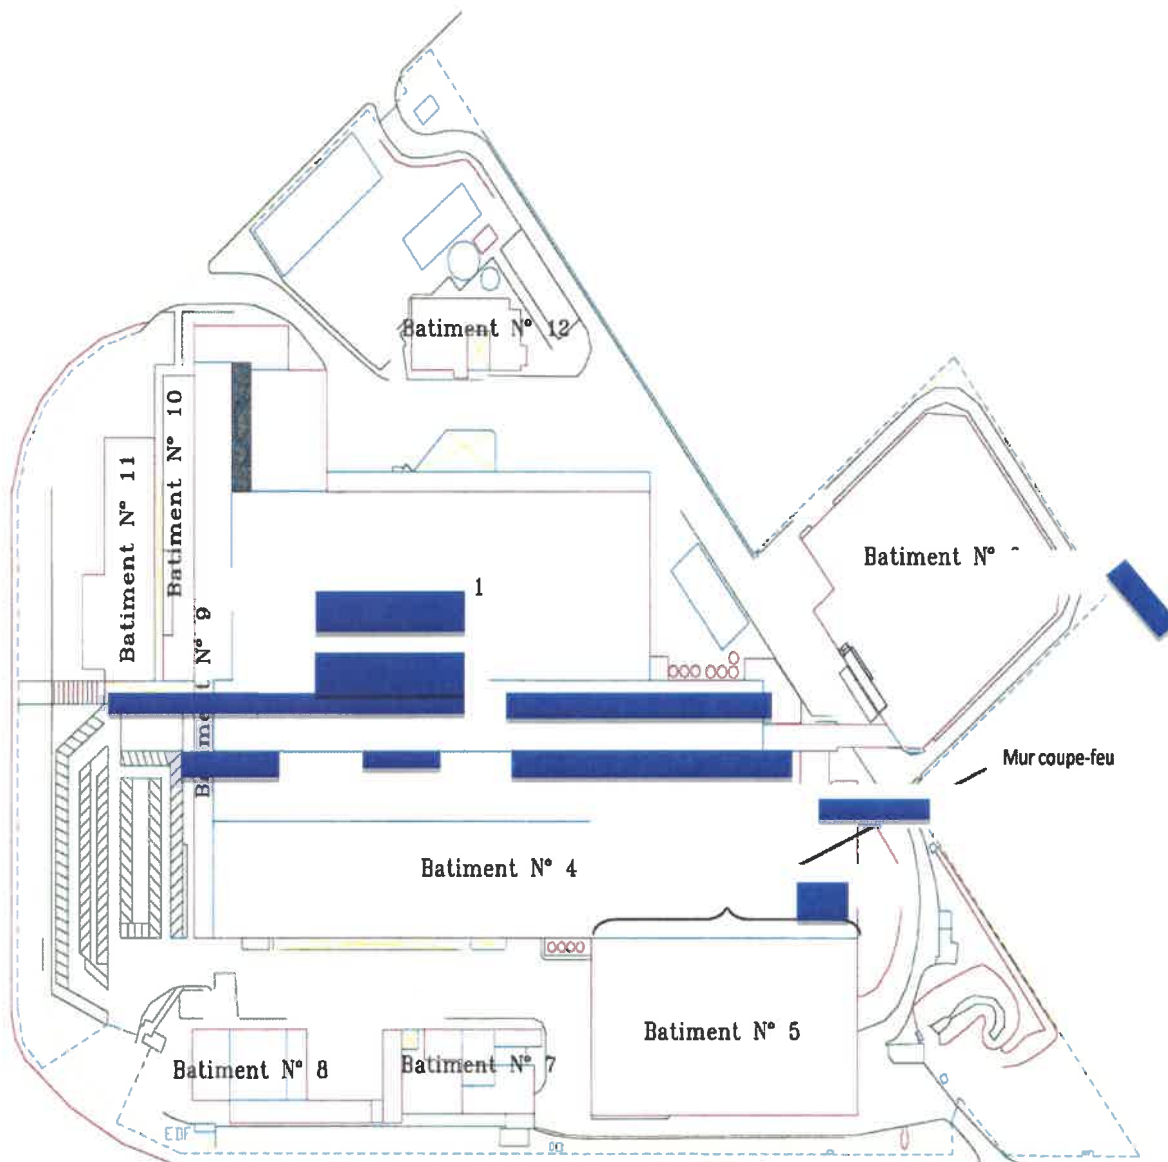 Batiment N° 12
Batiment N° 10
Batiment N° 11
Batiment N°
1
N° 9
Mur coupe-feu
Batiment N° 4
Batiment N° 5
Batiment N° 7
Batiment N° 8
EDF